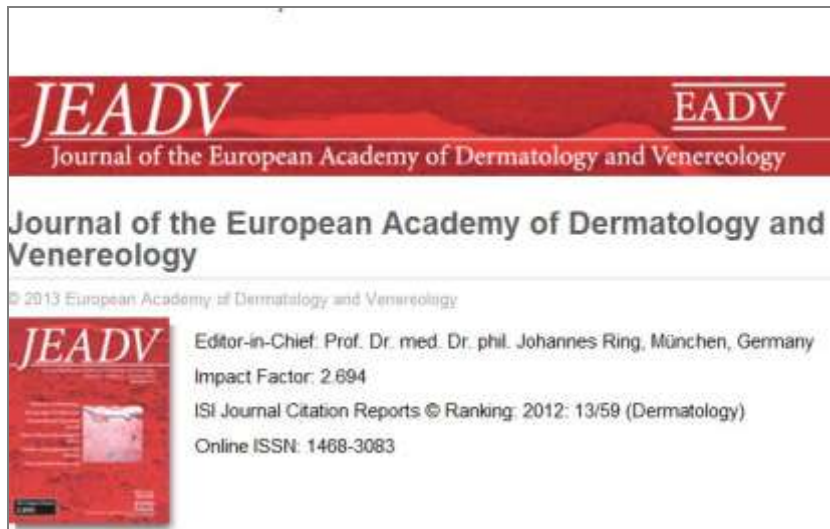 JEADV
EADV
Journal of the European Academy of Dermatology and Venereology
Journal of the European Academy of Dermatology and
Venereology
© 2013 European Academy of Dermatology and Venereology
JEADV
Editor-in-Chief: Prof. Dr. med. Dr. phil. Johannes Ring, München, Germany
Impact Factor: 2.694
ISI Journal Citation Reports © Ranking: 2012: 13/59 (Dermatology)
Online ISSN: 1468-3083